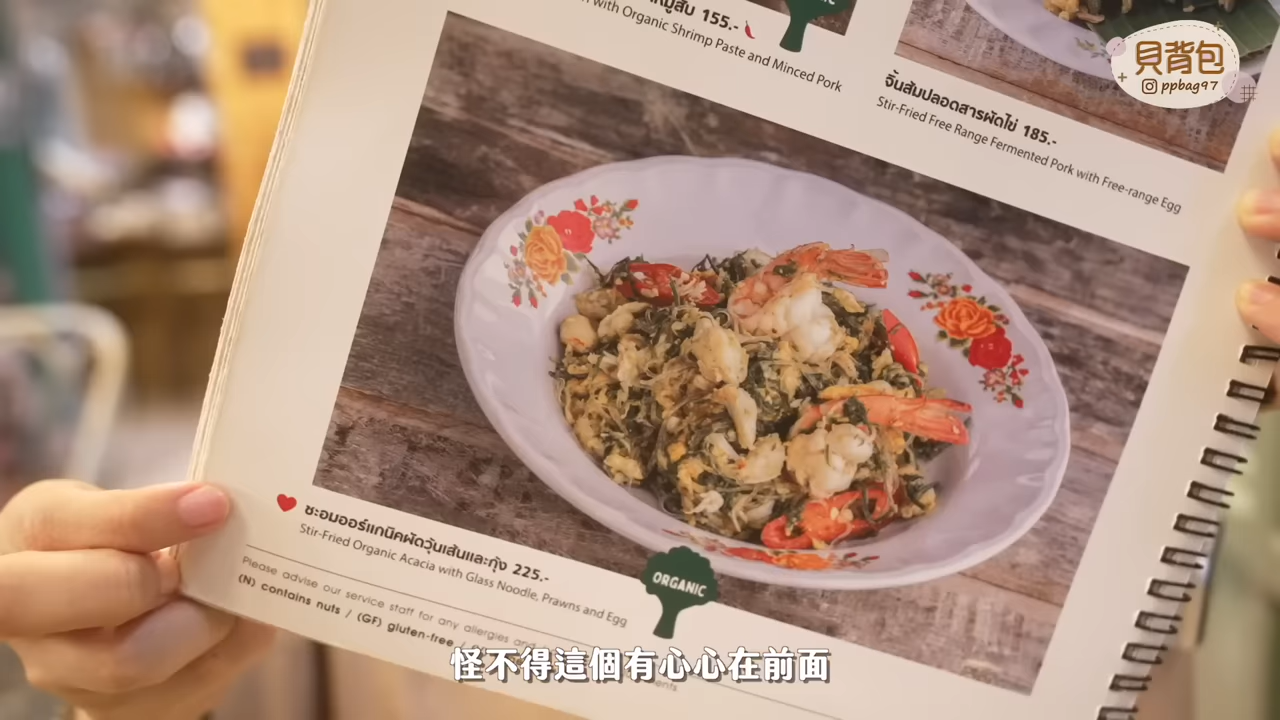 หมูสับ 155.-
with Organic Shrimp Paste and Minced Pork
貝背包
ppbag97
จิ้นส้มปลอดสารผัดไข่ 185.-
Stir-Fried Free Range Fermented Pork with Free-range Egg
ชะอมออร์แกนิคผัดวุ้นเส้นและกุ้ง 225.-
Stir-Fried Organic Acacia with Glass Noodle, Prawns and Egg
ORGANIC
Please advise our service staff for any allergies and
(N) contains nuts / (GF) gluten-free /
怪不得這個有心心在前面